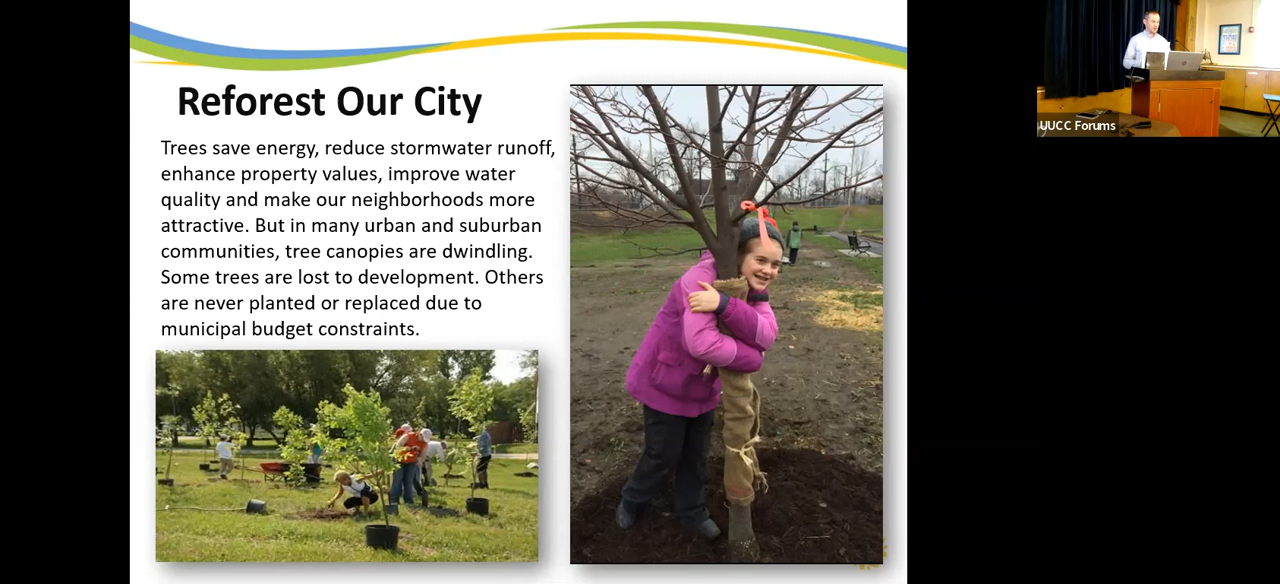 Reforest Our City
Trees save energy, reduce stormwater runoff,
enhance property values, improve water
quality and make our neighborhoods more
attractive. But in many urban and suburban
communities, tree canopies are dwindling.
Some trees are lost to development. Others
are never planted or replaced due to
municipal budget constraints.
UUCC Forums